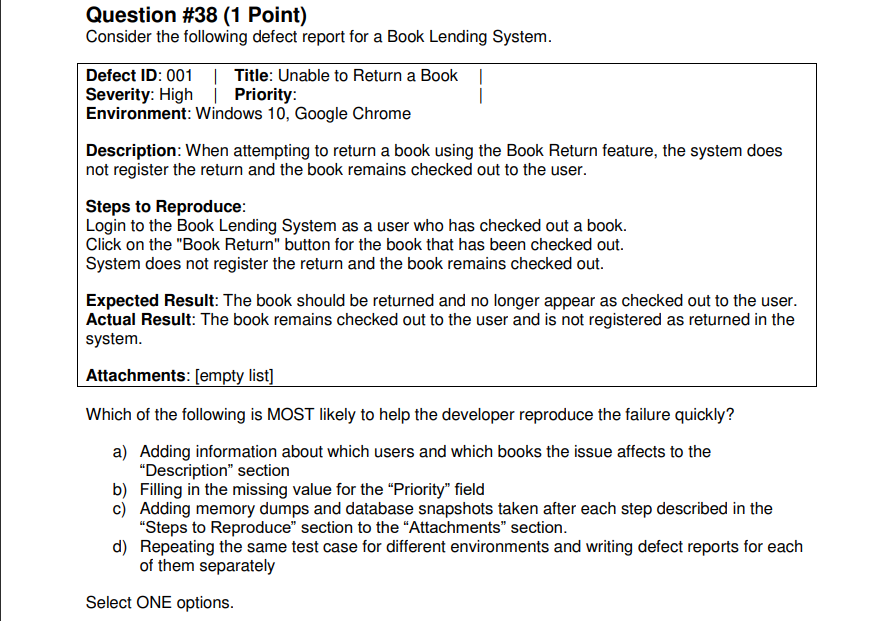 Question #38 (1 Point)
Consider the following defect report for a Book Lending System.
Defect ID: 001 | Title: Unable to Return a Book |
Severity: High | Priority: |
Environment: Windows 10, Google Chrome
Description: When attempting to return a book using the Book Return feature, the system does
not register the return and the book remains checked out to the user.
Steps to Reproduce:
Login to the Book Lending System as a user who has checked out a book.
Click on the "Book Return" button for the book that has been checked out.
System does not register the return and the book remains checked out.
Expected Result: The book should be returned and no longer appear as checked out to the user.
Actual Result: The book remains checked out to the user and is not registered as returned in the
system.
Attachments: [empty list]
Which of the following is MOST likely to help the developer reproduce the failure quickly?
a) Adding information about which users and which books the issue affects to the
“Description” section
b) Filling in the missing value for the “Priority” field
c) Adding memory dumps and database snapshots taken after each step described in the
“Steps to Reproduce” section to the “Attachments” section.
d) Repeating the same test case for different environments and writing defect reports for each
of them separately
Select ONE options.